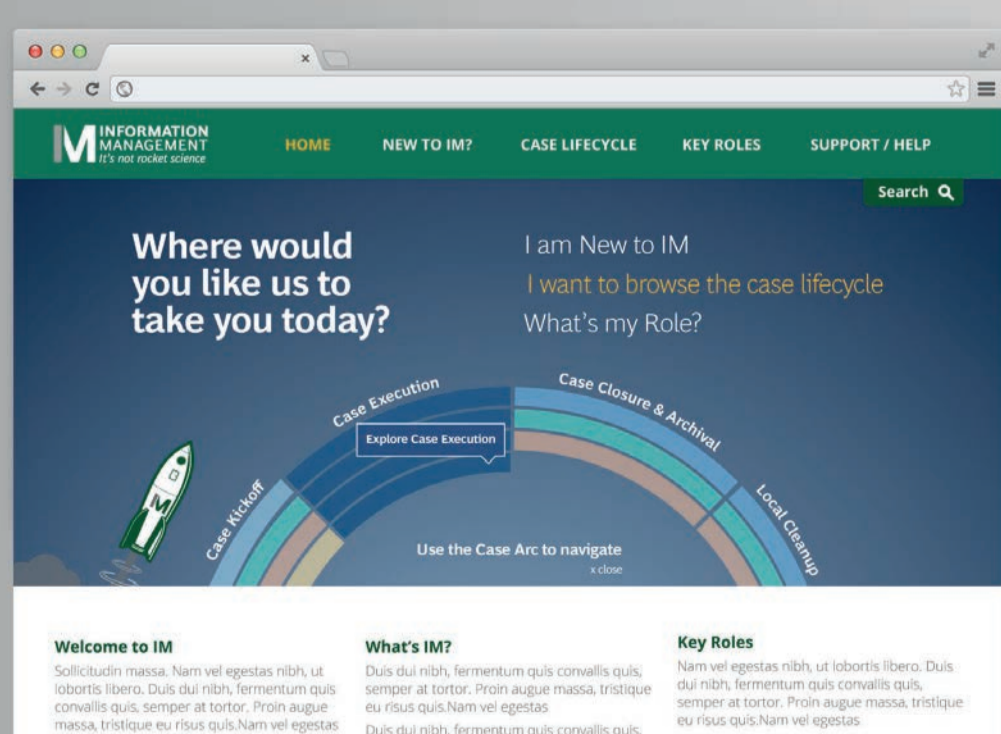 INFORMATION
MANAGEMENT
It's not rocket science
HOME
NEW TO IM?
CASE LIFECYCLE
KEY ROLES
SUPPORT / HELP
Search
Where would
you like us to
take you today?
I am New to IM
I want to browse the case lifecycle
What's my Role?
Case Kickoff
Case Execution
Case Closure & Archival
Local Cleanup
Explore Case Execution
Use the Case Arc to navigate
x close
M
Welcome to IM
Sollicitudin massa. Nam vel egestas nibh, ut
lobortis libero. Duis dui nibh, fermentum quis
convallis quis, semper at tortor. Proin augue
massa, tristique eu risus quis.Nam vel egestas
What's IM?
Duis dui nibh, fermentum quis convallis quis,
semper at tortor. Proin augue massa, tristique
eu risus quis.Nam vel egestas
Duis dui nibh, fermentum quis convallis quis,
Key Roles
Nam vel egestas nibh, ut lobortis libero. Duis
dui nibh, fermentum quis convallis quis,
semper at tortor. Proin augue massa, tristique
eu risus quis.Nam vel egestas